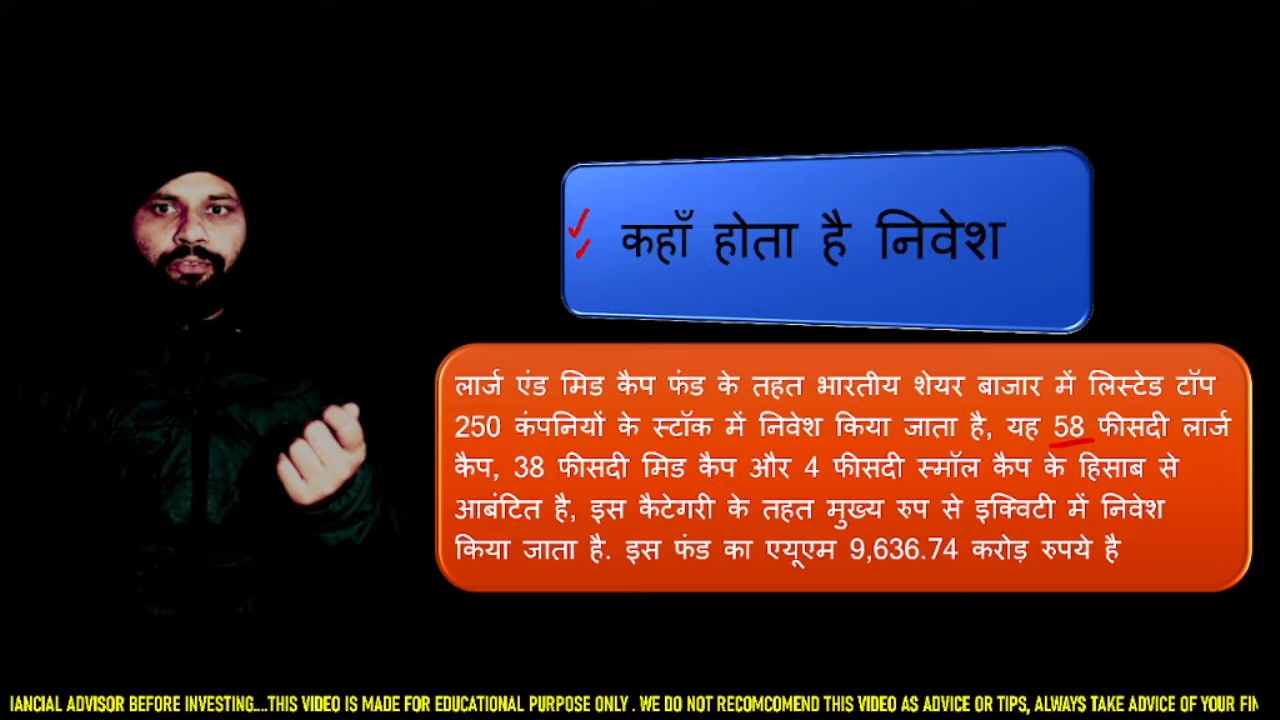 कहाँ होता है निवेश
लार्ज एंड मिड कैप फंड के तहत भारतीय शेयर बाजार में लिस्टेड टॉप
250 कंपनियों के स्टॉक में निवेश किया जाता है, यह 58 फीसदी लार्ज
कैप, 38 फीसदी मिड कैप और 4 फीसदी स्मॉल कैप के हिसाब से
आबंटित है, इस कैटेगरी के तहत मुख्य रुप से इक्विटी में निवेश
किया जाता है. इस फंड का एयूएम 9,636.74 करोड़ रुपये है
IANCIAL ADVISOR BEFORE INVESTING....THIS VIDEO IS MADE FOR EDUCATIONAL PURPOSE ONLY . WE DO NOT RECOMCOMEND THIS VIDEO AS ADVICE OR TIPS, ALWAYS TAKE ADVICE OF YOUR FIN